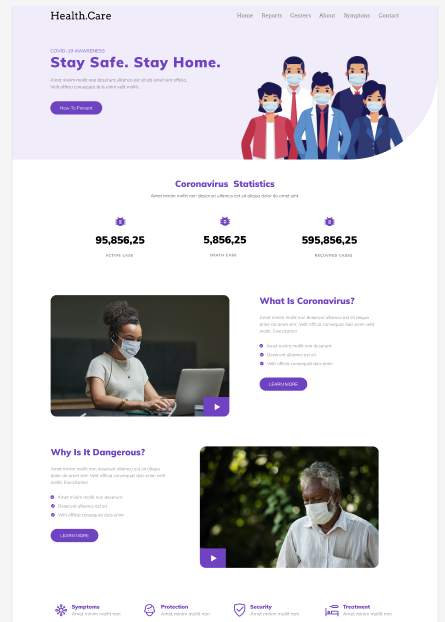 Health.Care
Home Reports Centers About Symptons Contact
COVID-19 AWARENESS
Stay Safe. Stay Home.
Amet minim mollit non deserunt ullamco est sit do amet sint officia.
Velit officia consequat duis enim velit mollit.
How To Prevent
Coronavirus Statistics
Amet minim mollit non deserunt ullamco est sit aliqua dolor do amet sint
95,856,25
5,856,25
595,856,25
ACTIVE CASE
DEATH CASE
RECOVRED CASES
What Is Coronavirus?
Amet minim mollit non deserunt ullamco est sit aliqua
dolor do amet sint. Velit officia consequat duis enim velit
mollit. Exercitation
Amet minim mollit non deserunt
Deserunt ullamco est sit
Velit officia consequat duis enim
LEARN MORE
Why Is It Dangerous?
Amet minim mollit non deserunt ullamco est sit aliqua
dolor do amet sint. Velit officia consequat duis enim velit
mollit. Exercitation
Amet minim mollit non deserunt
Deserunt ullamco est sit
Velit officia consequat duis enim
LEARN MORE
Symptoms
Amet minim mollit non
Protection
Amet minim mollit non
Security
Amet minim mollit non
Treatment
Amet minim mollit non